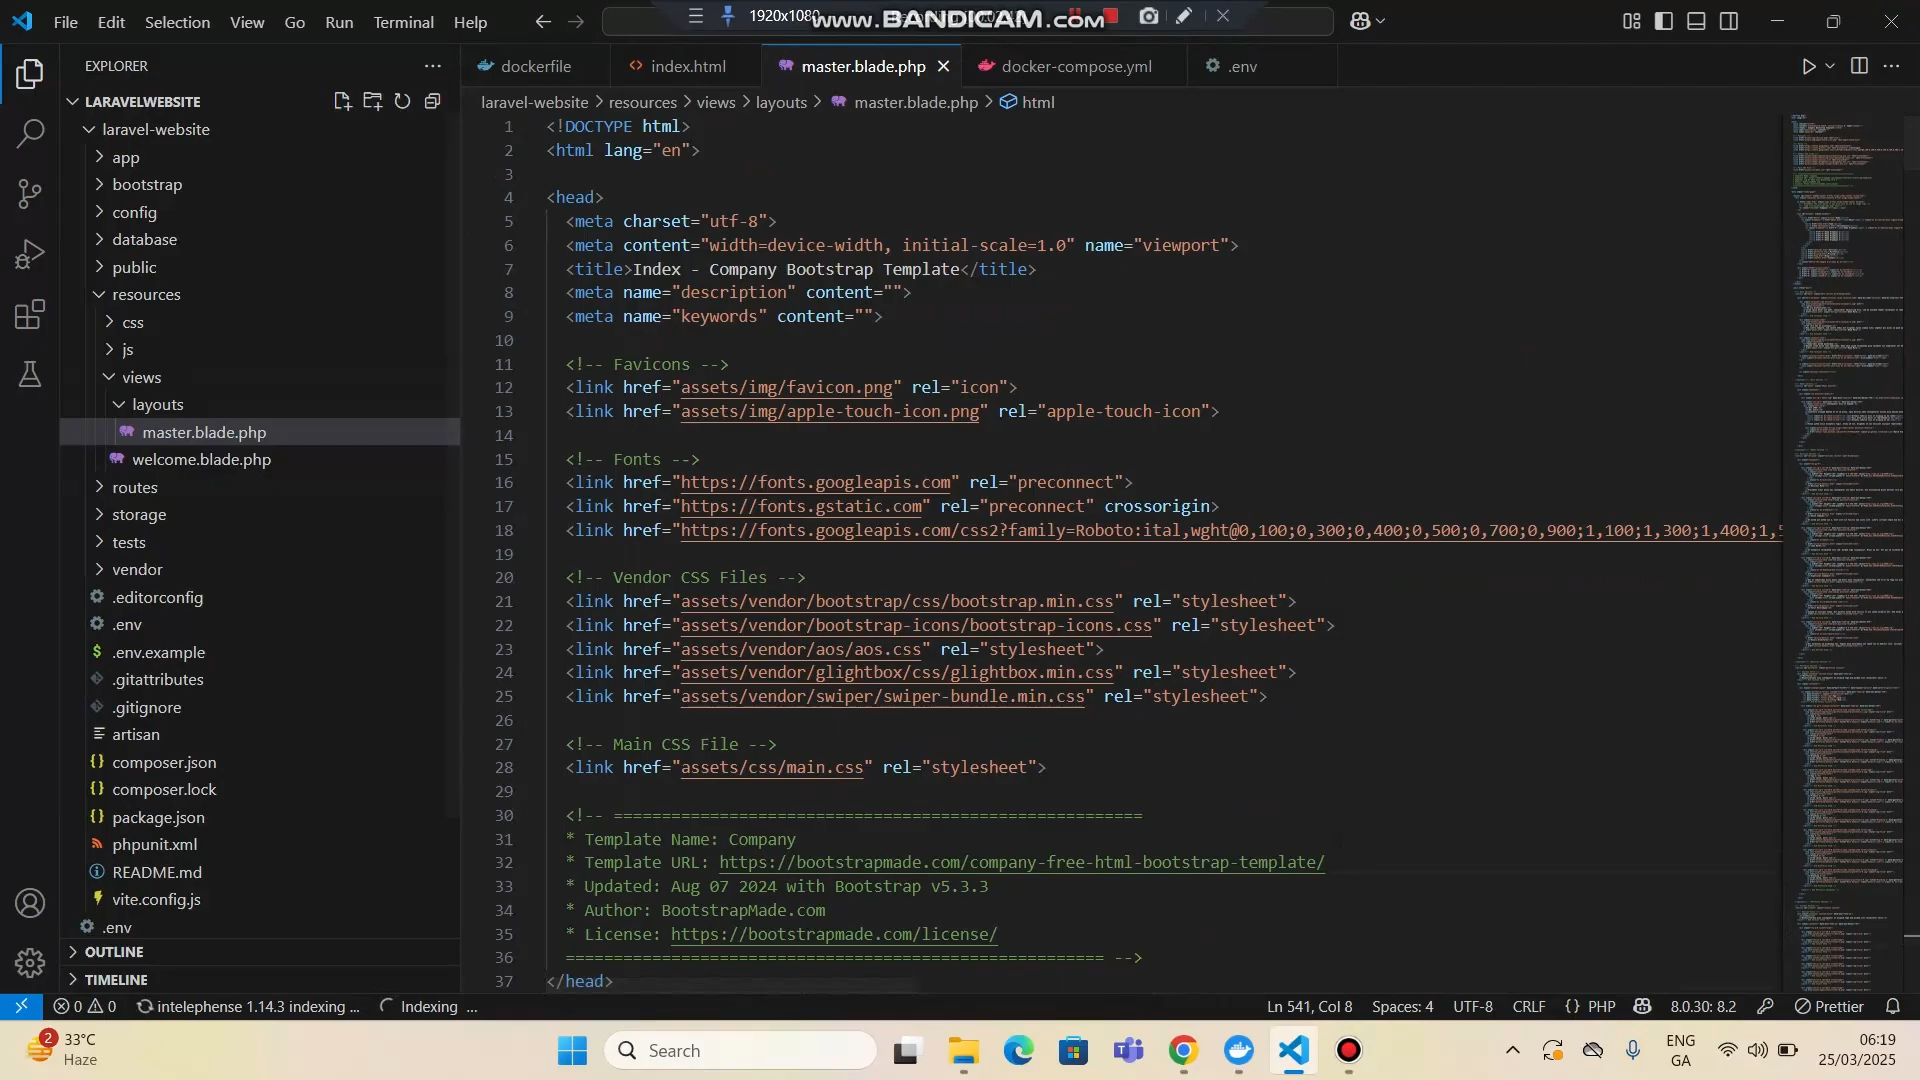 File Edit Selection View Go Run Terminal Help
1920x1080
www.BANDICAM.com
EXPLORER
dockerfile
index.html
master.blade.php
docker-compose.yml
.env
LARAVELWEBSITE
laravel-website
app
bootstrap
config
database
public
resources
css
js
views
layouts
master.blade.php
welcome.blade.php
routes
storage
tests
vendor
.editorconfig
.env
.env.example
.gitattributes
.gitignore
artisan
composer.json
composer.lock
package.json
phpunit.xml
README.md
vite.config.js
.env
OUTLINE
TIMELINE
laravel-website > resources > views > layouts > master.blade.php > html
1 <!DOCTYPE html>
2 <html lang="en">
3
4 <head>
5 <meta charset="utf-8">
6 <meta content="width=device-width, initial-scale=1.0" name="viewport">
7 <title>Index - Company Bootstrap Template</title>
8 <meta name="description" content="">
9 <meta name="keywords" content="">
10
11 <!-- Favicons -->
12 <link href="assets/img/favicon.png" rel="icon">
13 <link href="assets/img/apple-touch-icon.png" rel="apple-touch-icon">
14
15 <!-- Fonts -->
16 <link href="https://fonts.googleapis.com" rel="preconnect">
17 <link href="https://fonts.gstatic.com" rel="preconnect" crossorigin>
18 <link href="https://fonts.googleapis.com/css2?family=Roboto:ital,wght@0,100;0,300;0,400;0,500;0,700;0,900;1,100;1,300;1,400;1,5
19
20 <!-- Vendor CSS Files -->
21 <link href="assets/vendor/bootstrap/css/bootstrap.min.css" rel="stylesheet">
22 <link href="assets/vendor/bootstrap-icons/bootstrap-icons.css" rel="stylesheet">
23 <link href="assets/vendor/aos/aos.css" rel="stylesheet">
24 <link href="assets/vendor/glightbox/css/glightbox.min.css" rel="stylesheet">
25 <link href="assets/vendor/swiper/swiper-bundle.min.css" rel="stylesheet">
26
27 <!-- Main CSS File -->
28 <link href="assets/css/main.css" rel="stylesheet">
29
30 <!-- =======================================================
31 * Template Name: Company
32 * Template URL: https://bootstrapmade.com/company-free-html-bootstrap-template/
33 * Updated: Aug 07 2024 with Bootstrap v5.3.3
34 * Author: BootstrapMade.com
35 * License: https://bootstrapmade.com/license/
36 ======================================================== -->
37 </head>
0 0 intelephense 1.14.3 indexing ... Indexing ... Ln 541, Col 8 Spaces: 4 UTF-8 CRLF {} PHP 8.0.30: 8.2 Prettier
2 33°C
Haze
Search
ENG
GA
06:19
25/03/2025